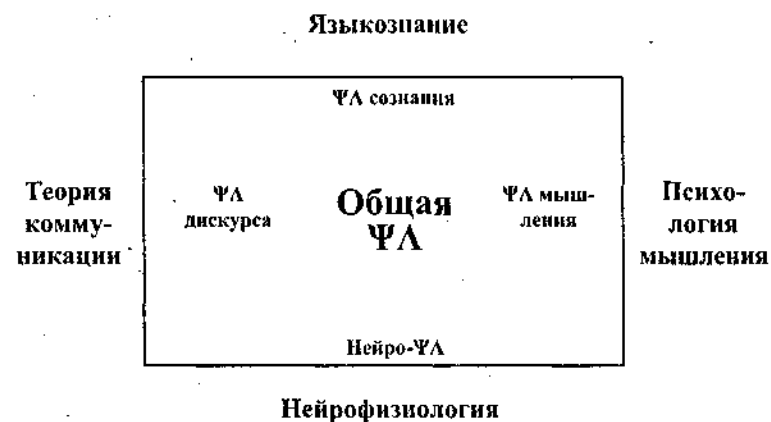 Языкознание
ΨΛ сознания
Теория
комму-
никации
ΨΛ
дискурса
Общая
ΨΛ
ΨΛ мыш-
ления
Психо-
логия
мышления
Нейро-ΨΛ
Нейрофизиология